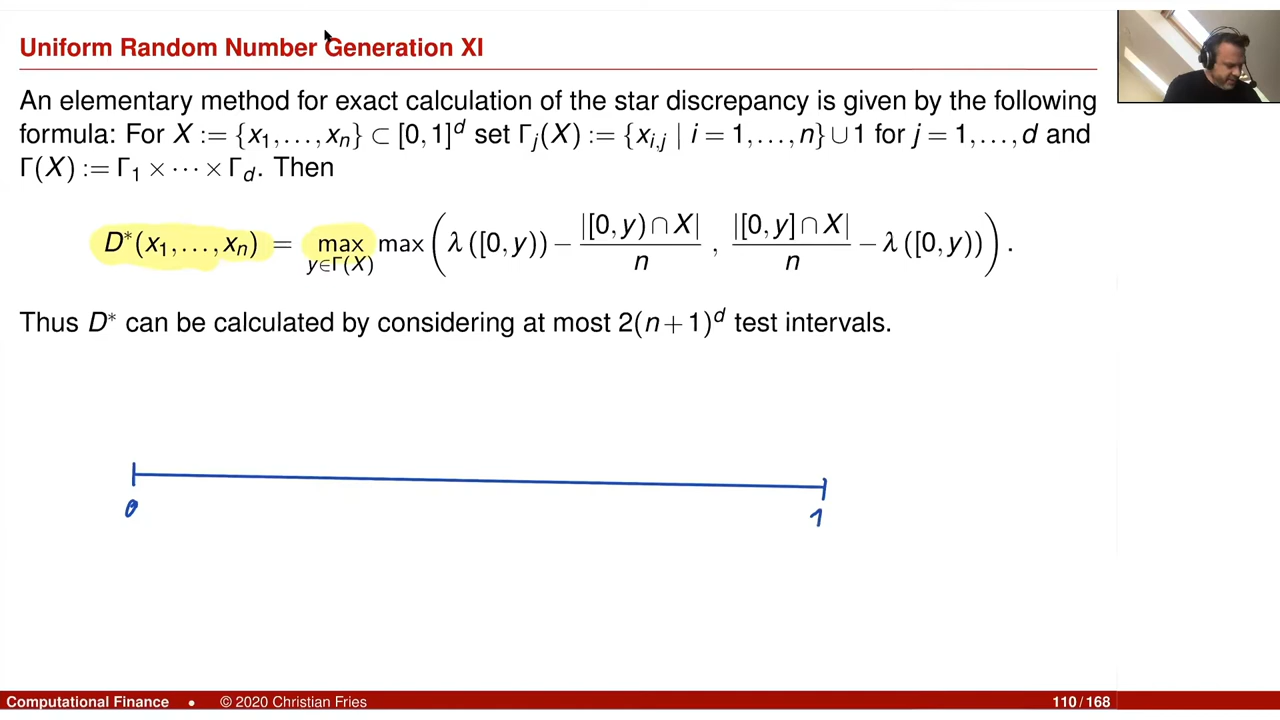 Uniform Random Number Generation XI
An elementary method for exact calculation of the star discrepancy is given by the following
formula: For X := {x₁,…,xₙ} ⊂ [0,1]ᵈ set Γⱼ(X) := {xᵢ,ⱼ | i = 1,…,n} ∪ 1 for j = 1,…,d and
Γ(X) := Γ₁ × ⋯ × Γ_d. Then
D*(x₁,…,xₙ) = max_{y∈Γ(X)} max ( λ([0,y)) − |[0,y) ∩ X| / n , |[0,y] ∩ X| / n − λ([0,y)) ) .
Thus D* can be calculated by considering at most 2(n+1)ᵈ test intervals.
0 1
Computational Finance • © 2020 Christian Fries 110/168